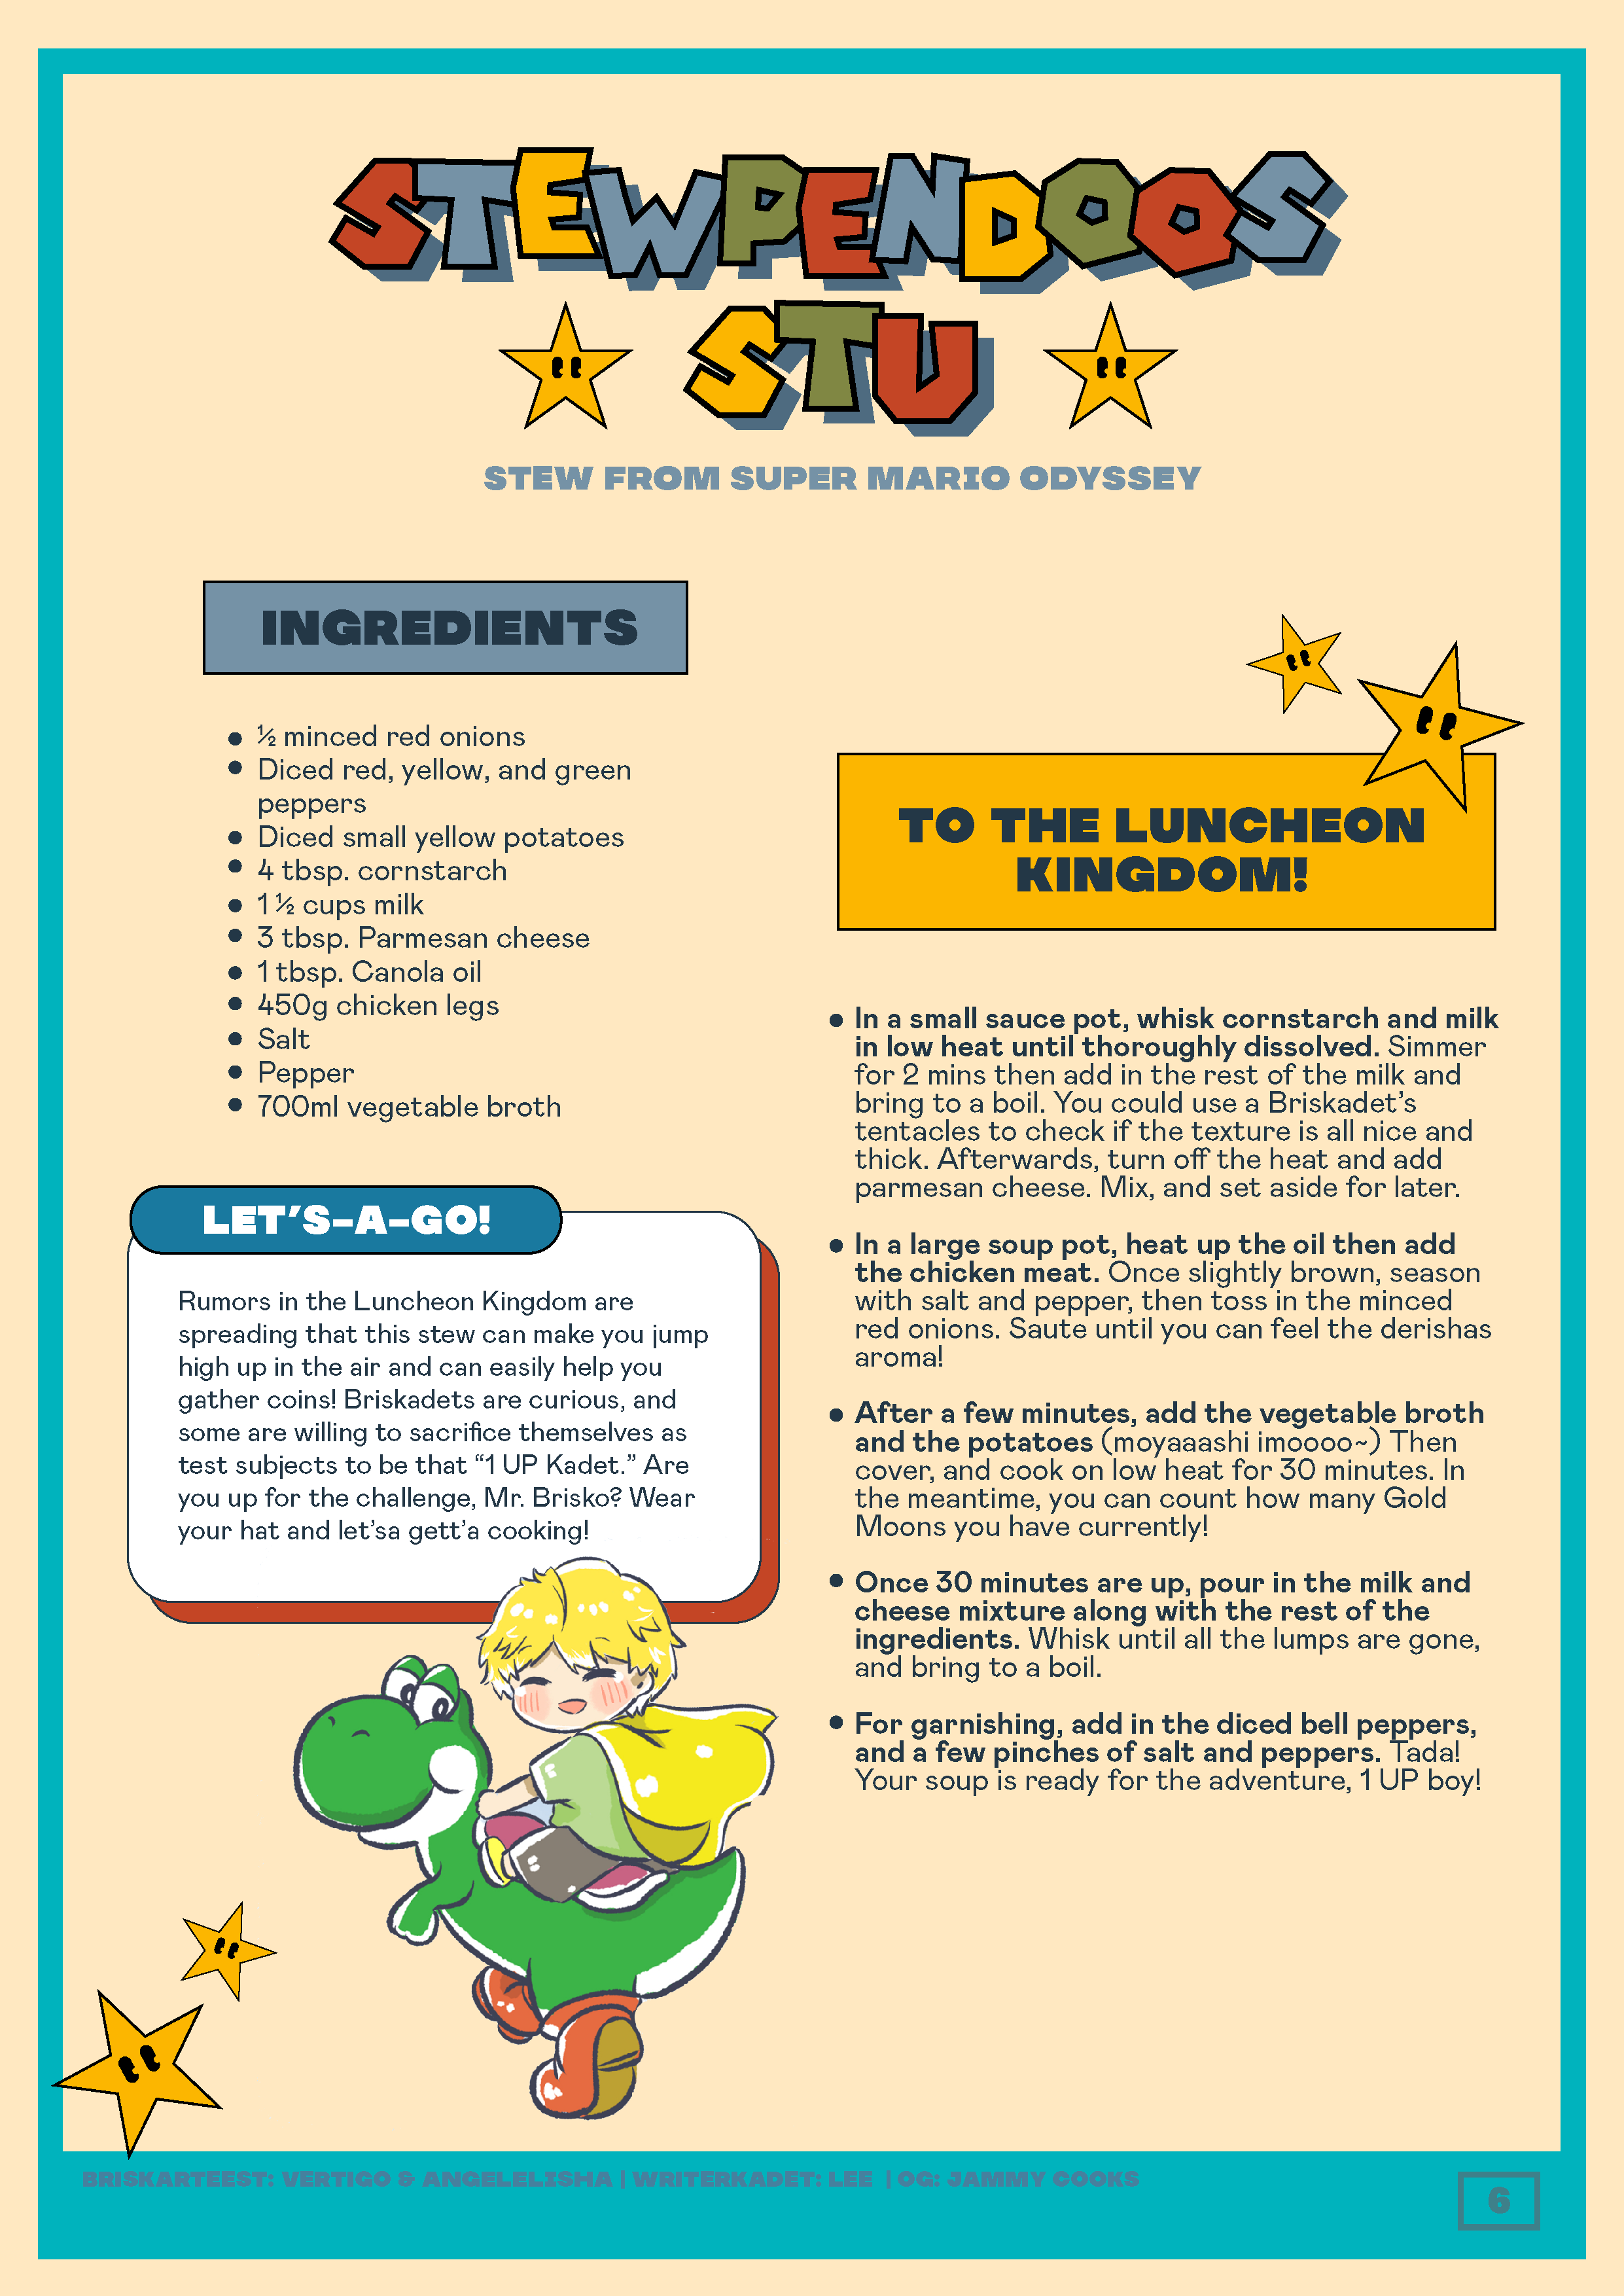 STEWPENDOOS
STU
STEW FROM SUPER MARIO ODYSSEY
INGREDIENTS
• ½ minced red onions
• Diced red, yellow, and green
peppers
• Diced small yellow potatoes
• 4 tbsp. cornstarch
• 1 ½ cups milk
• 3 tbsp. Parmesan cheese
• 1 tbsp. Canola oil
• 450g chicken legs
• Salt
• Pepper
• 700ml vegetable broth
LET'S-A-GO!
Rumors in the Luncheon Kingdom are
spreading that this stew can make you jump
high up in the air and can easily help you
gather coins! Briskadets are curious, and
some are willing to sacrifice themselves as
test subjects to be that “1 UP Kadet.” Are
you up for the challenge, Mr. Brisko? Wear
your hat and let’sa gett’a cooking!
TO THE LUNCHEON
KINGDOM!
• In a small sauce pot, whisk cornstarch and milk
in low heat until thoroughly dissolved. Simmer
for 2 mins then add in the rest of the milk and
bring to a boil. You could use a Briskadet’s
tentacles to check if the texture is all nice and
thick. Afterwards, turn off the heat and add
parmesan cheese. Mix, and set aside for later.
• In a large soup pot, heat up the oil then add
the chicken meat. Once slightly brown, season
with salt and pepper, then toss in the minced
red onions. Saute until you can feel the derishas
aroma!
• After a few minutes, add the vegetable broth
and the potatoes (moyaaashi imoooo~) Then
cover, and cook on low heat for 30 minutes. In
the meantime, you can count how many Gold
Moons you have currently!
• Once 30 minutes are up, pour in the milk and
cheese mixture along with the rest of the
ingredients. Whisk until all the lumps are gone,
and bring to a boil.
• For garnishing, add in the diced bell peppers,
and a few pinches of salt and peppers. Tada!
Your soup is ready for the adventure, 1 UP boy!
BRISKARTEEST: VERTIGO & ANGELELISHA | WRITERKADET: LEE | OG: JAMMY COOKS
6